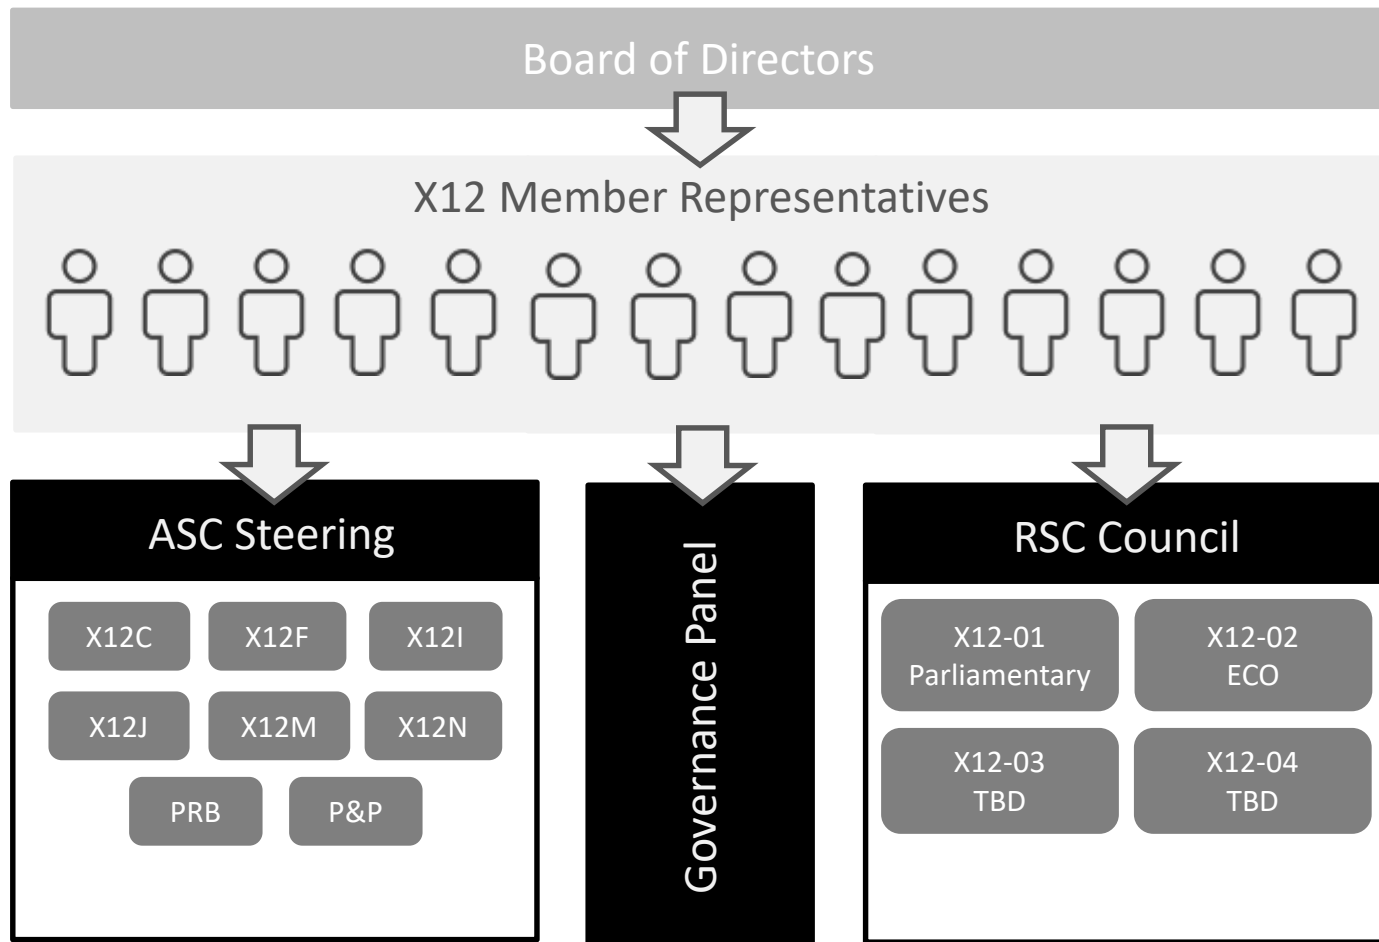 Board of Directors
X12 Member Representatives
ASC Steering
X12C
X12F
X12I
X12J
X12M
X12N
PRB
P&P
Governance Panel
RSC Council
X12-01
Parliamentary
X12-02
ECO
X12-03
TBD
X12-04
TBD